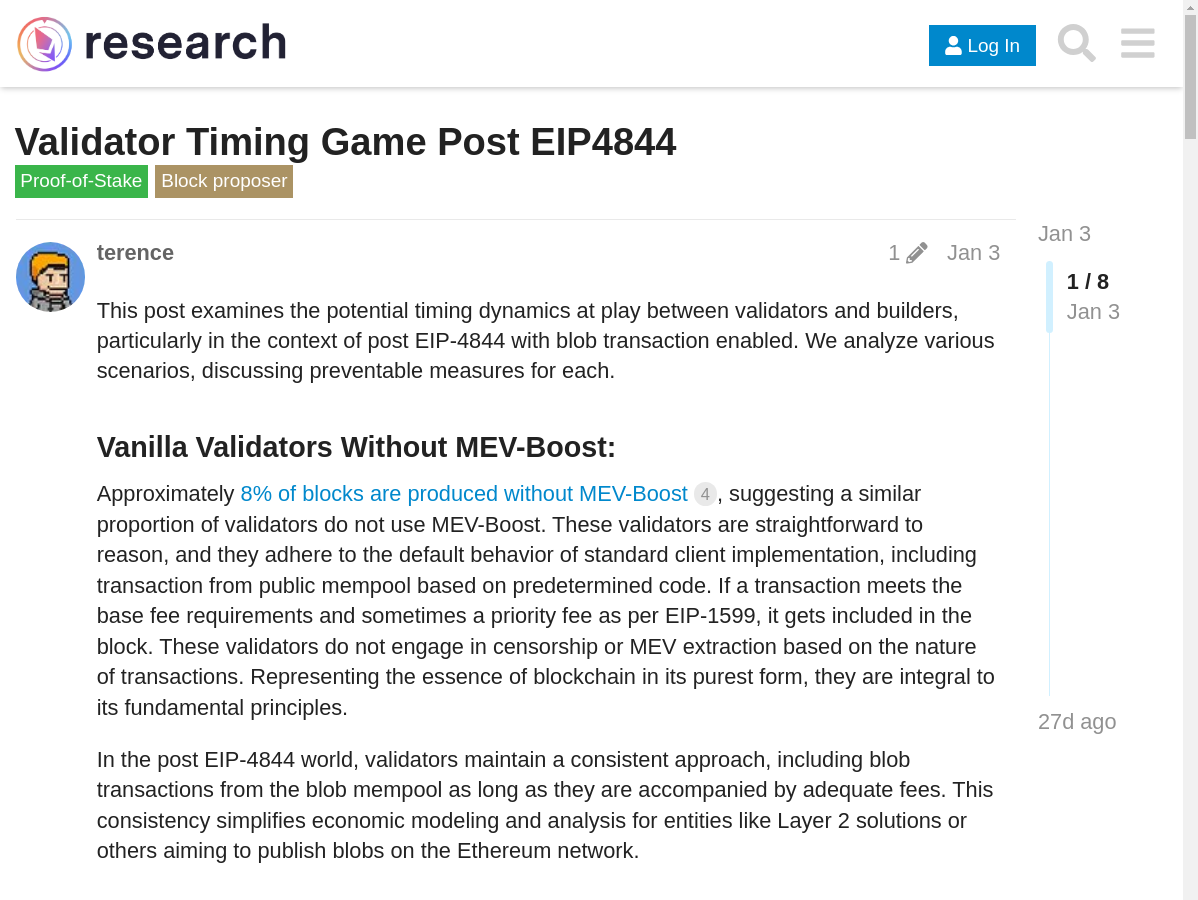 research
Log In
Validator Timing Game Post EIP4844
Proof-of-Stake Block proposer
terence
1 Jan 3
This post examines the potential timing dynamics at play between validators and builders,
particularly in the context of post EIP-4844 with blob transaction enabled. We analyze various
scenarios, discussing preventable measures for each.
Vanilla Validators Without MEV-Boost:
Approximately 8% of blocks are produced without MEV-Boost 4, suggesting a similar
proportion of validators do not use MEV-Boost. These validators are straightforward to
reason, and they adhere to the default behavior of standard client implementation, including
transaction from public mempool based on predetermined code. If a transaction meets the
base fee requirements and sometimes a priority fee as per EIP-1599, it gets included in the
block. These validators do not engage in censorship or MEV extraction based on the nature
of transactions. Representing the essence of blockchain in its purest form, they are integral to
its fundamental principles.
In the post EIP-4844 world, validators maintain a consistent approach, including blob
transactions from the blob mempool as long as they are accompanied by adequate fees. This
consistency simplifies economic modeling and analysis for entities like Layer 2 solutions or
others aiming to publish blobs on the Ethereum network.
Jan 3
1 / 8
Jan 3
27d ago